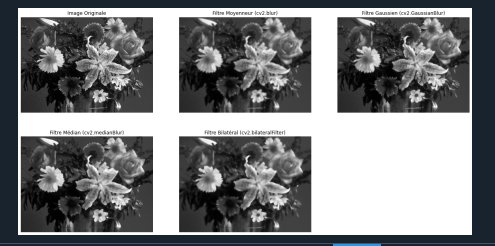 Image Originale
Filtre Moyenneur (cv2.blur)
Filtre Gaussien (cv2.GaussianBlur)
Filtre Médian (cv2.medianBlur)
Filtre Bilatéral (cv2.bilateralFilter)